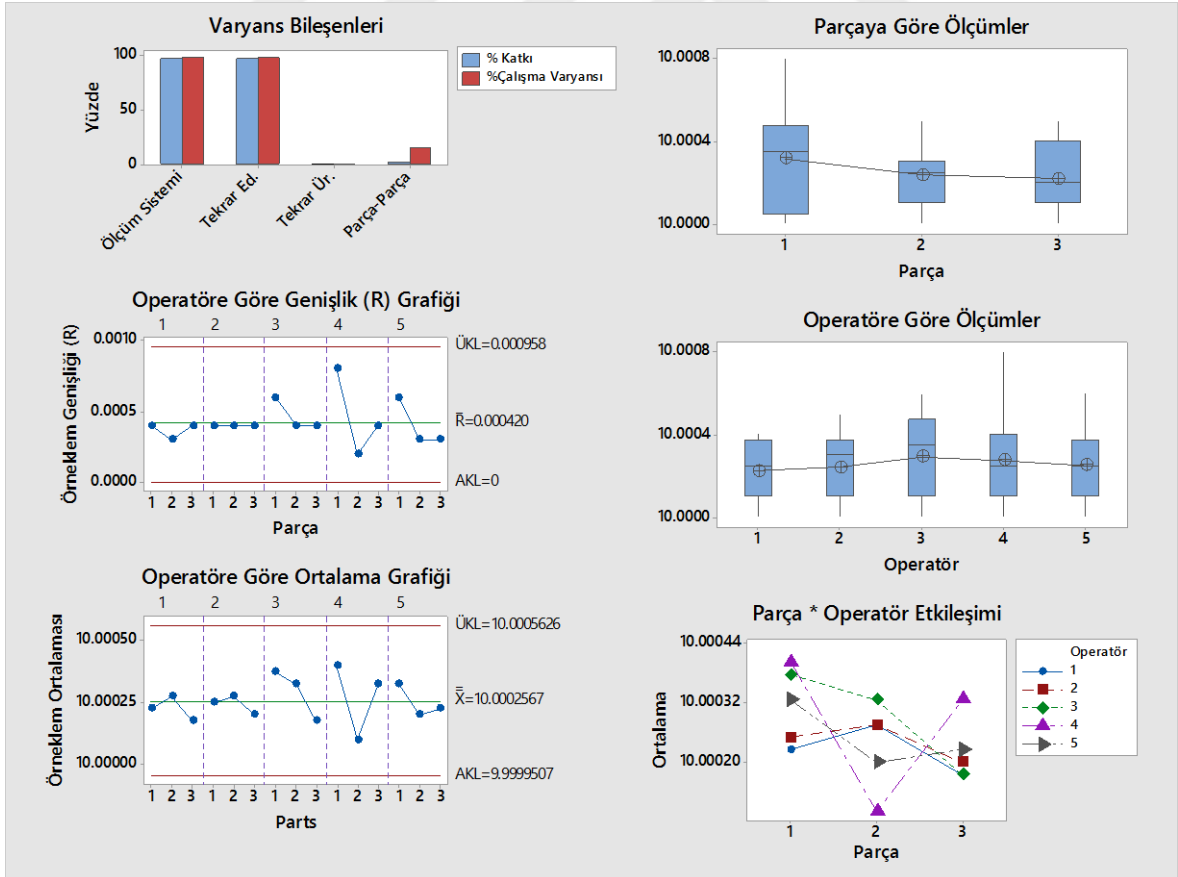 Varyans Bileşenleri
100
50
0
Yüzde
% Katkı
%Çalışma Varyansı
Ölçüm Sistemi
Tekrar Ed.
Tekrar Ür.
Parça-Parça
Parçaya Göre Ölçümler
10.0008
10.0004
10.0000
1 2 3
Parça
Operatöre Göre Genişlik (R) Grafiği
1 2 3 4 5
0.0010
0.0005
0.0000
Örneklem Genişliği (R)
ÜKL=0.000958
R̄=0.000420
AKL=0
1 2 3 1 2 3 1 2 3 1 2 3 1 2 3
Parça
Operatöre Göre Ölçümler
10.0008
10.0004
10.0000
1 2 3 4 5
Operatör
Operatöre Göre Ortalama Grafiği
1 2 3 4 5
10.00050
10.00025
10.00000
Örneklem Ortalaması
ÜKL=10.0005626
X̿=10.0002567
AKL=9.9999507
1 2 3 1 2 3 1 2 3 1 2 3 1 2 3
Parts
Parça * Operatör Etkileşimi
10.00044
10.00032
10.00020
Ortalama
1 2 3
Parça
Operatör
1
2
3
4
5